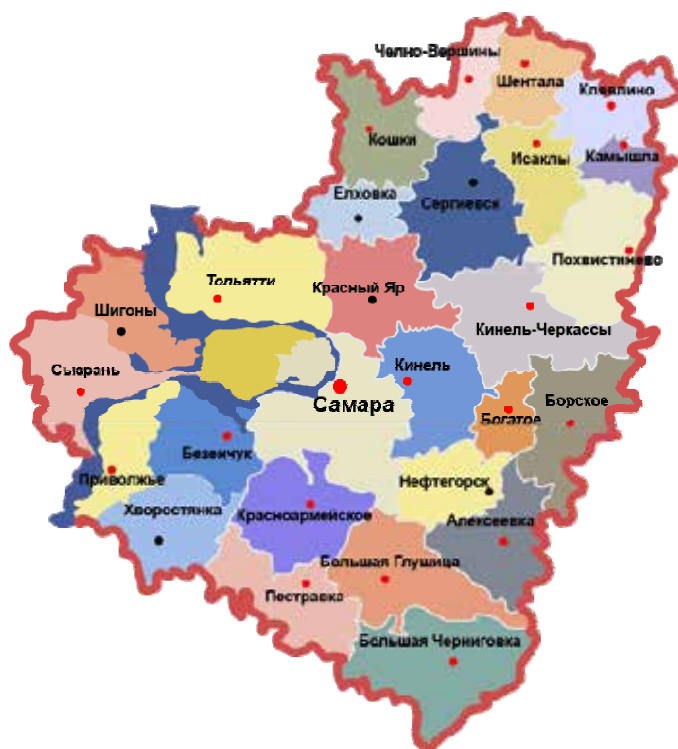 Челно-Вершины
Шентала
Клявлино
Кошки
Исаклы
Камышла
Елховка
Сергиевск
Похвистнево
Тольятти
Красный Яр
Шигоны
Кинель-Черкассы
Сызрань
Кинель
Самара
Богатое
Борское
Безенчук
Приволжье
Нефтегорск
Хворостянка
Красноармейское
Алексеевка
Большая Глушица
Пестравка
Большая Черниговка